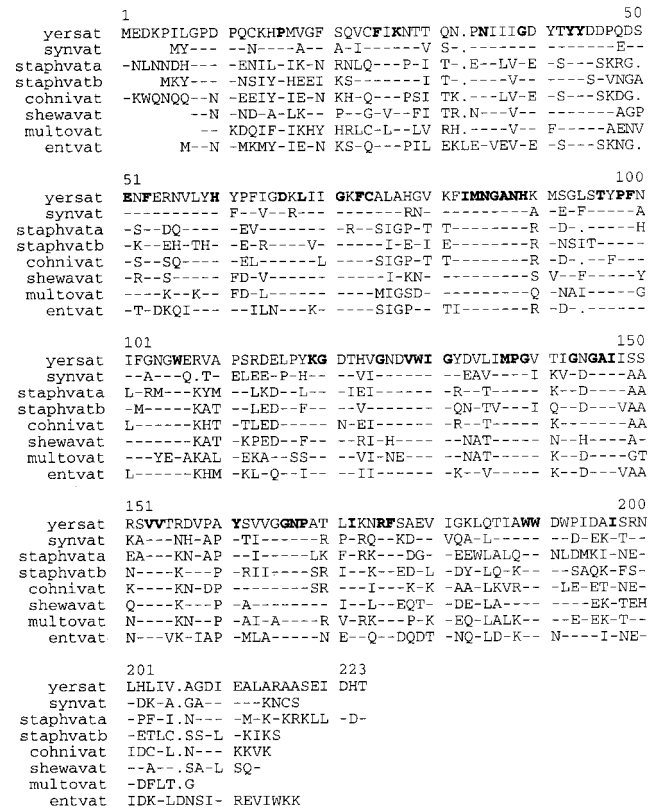 1 50
yersat MEDKPILGPD PQCKHPMVGF SQVCFIKNTT QN.PNIIIGD YTYYDDPQDS
synvat MY---- --N----A-- A-I------ V S-.------- --------E--
staphvata -NLNNDH--- -ENIL-IK-N RNLQ---P-I T-.E--LV-E --S---SKRG.
staphvatb MKY---- -NSIY-HEEI KS-------- I T-.----V-- --S---S-VNGA
cohnivat -KWQNQQ--N -EEIY-IE-N KH-Q---PSI TK.---LV-E -S---SKDG.
shewavat --N -ND-A-LK-- P--G-V--FI TR.N---V-- -------AGP
multovat -- KDQIF-IKHY HRLC-L--LV RH.----V-- F-----AENV
entvat M--N -MKMY-IE-N KS-Q---PIL EKLE-VEV-E -S---SKNG.
51 100
yersat ENFERNVLYH YPFIGDKLII GKFCALAHGV KFIMNGANHK MSGLSTYPFN
synvat ---------- F--V--R--- ------RN-- ---------A -E-F-----A
staphvata -S--DQ---- --EV------ --R--SIGP-T T--------R -D-------H
staphvatb -K--EH-TH- -E-R----V- -----I-E-I E--------R -NSIT-----
cohnivat -S--SQ---- --EL-----L ----SIGP-T T--------R -D-.---F--
shewavat -R--S----- FD-V------ -----I-KN- ---------S V--F-----Y
multovat ----K--K-- FD-L------ ----MIGSD- ---------Q -NAI-----G
entvat -T-DKQI--- --ILN--K-- ----SIGP-- TI-------R -D--.-----
101 150
yersat IFGNGWERVA PSRDELPYKG DTHVGNDVWI GYDVLIMPGV VTIGNGAIISS
synvat --A---Q.T- ELEE-P-H-- --VI------ ---EAV----I KV--D----AA
staphvata L-RM---KYM --LKD--L-- -IEI------ ----R--T--- K---D----AA
staphvatb -M-----KAT --LED--F-- --V------- ---QN-TV---I Q--D----VAA
cohnivat L------KHT -TLED----- N-EI------ ---R--T---- K--------AA
shewavat -------KAT -KPED--F-- --RI-H---- ---NAT------ N--H----A-
multovat ---YE-AKAL -EKA--SS-- --VI-NE--- ---NAT------ K--D----GT
entvat L------KHM -KL-Q--I-- --II------ ---K--V----- K--D----VAA
151 200
yersat RSVVTRDVPA YSVVGGNPAT LIKNRFSAEV IGKLQTIAWW DWPIDAISRN
synvat KA---NH-AP -TI------R P-RQ--KD-- VQA-L----- ----D-EK-T--
staphvata EA---KN-AP --I-----LK F-RK---DG- -EEWLALQ-- NLDMKI-NE-
staphvatb N----K---P -RII----SR I--K--ED-L -DY-LQ-K-- ---SAQK-FS-
cohnivat K----KN-DP --------SR --I---K-K AA-LKVR--- -LE-ET-NE-
shewavat Q----K---P -A-------- -I--L--EQT- -DE-LA---- ------EK-TEH
multovat N----KN--P -AI-A----R V-RK---P-K -EQ-LALK-- --E-EK-T--
entvat N---VK-IAP -MLA-----N E--Q--DQDT -NQ-LD-K-- N----I-NE-
201 223
yersat LHLIV.AGDI EALARAASEI DHT
synvat -DK-A.GA-- ----KNCS
staphvata -PF-I.N--- -M-K-KRKLL -D-
staphvatb -ETLC.SS-L -KIKS
cohnivat IDC-L.N--- KKVK
shewavat --A--.SA-L SQ-
multovat -DFLT.G
entvat IDK-LDNSI- REVIWKK